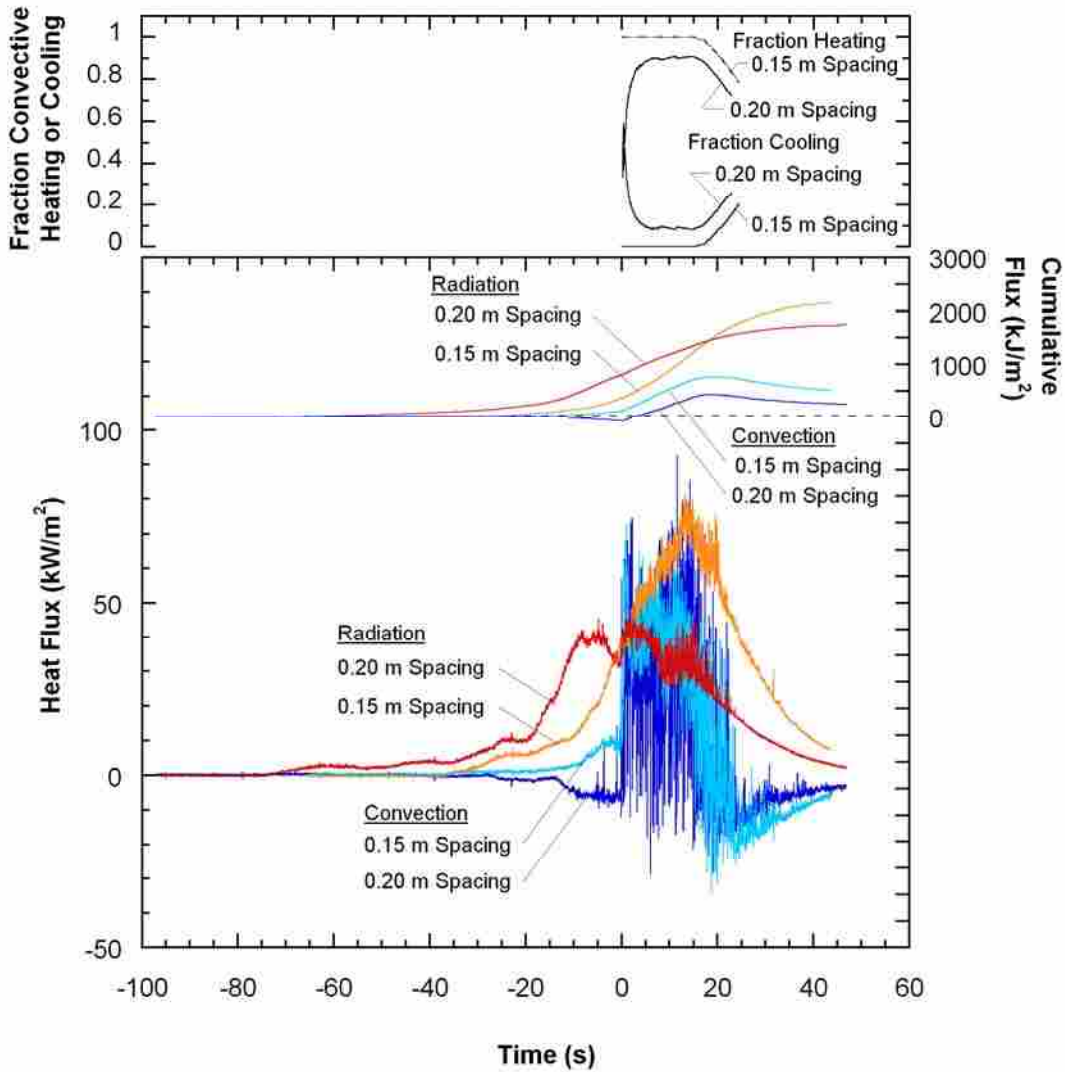 Fraction Convective
Heating or Cooling
1
0.8
0.6
0.4
0.2
0
Fraction Heating
0.15 m Spacing
0.20 m Spacing
Fraction Cooling
0.20 m Spacing
0.15 m Spacing
3000
2000
1000
0
Cumulative
Flux (kJ/m²)
Radiation
0.20 m Spacing
0.15 m Spacing
Convection
0.15 m Spacing
0.20 m Spacing
Heat Flux (kW/m²)
100
50
0
-50
Radiation
0.20 m Spacing
0.15 m Spacing
Convection
0.15 m Spacing
0.20 m Spacing
-100
-80
-60
-40
-20
0
20
40
60
Time (s)